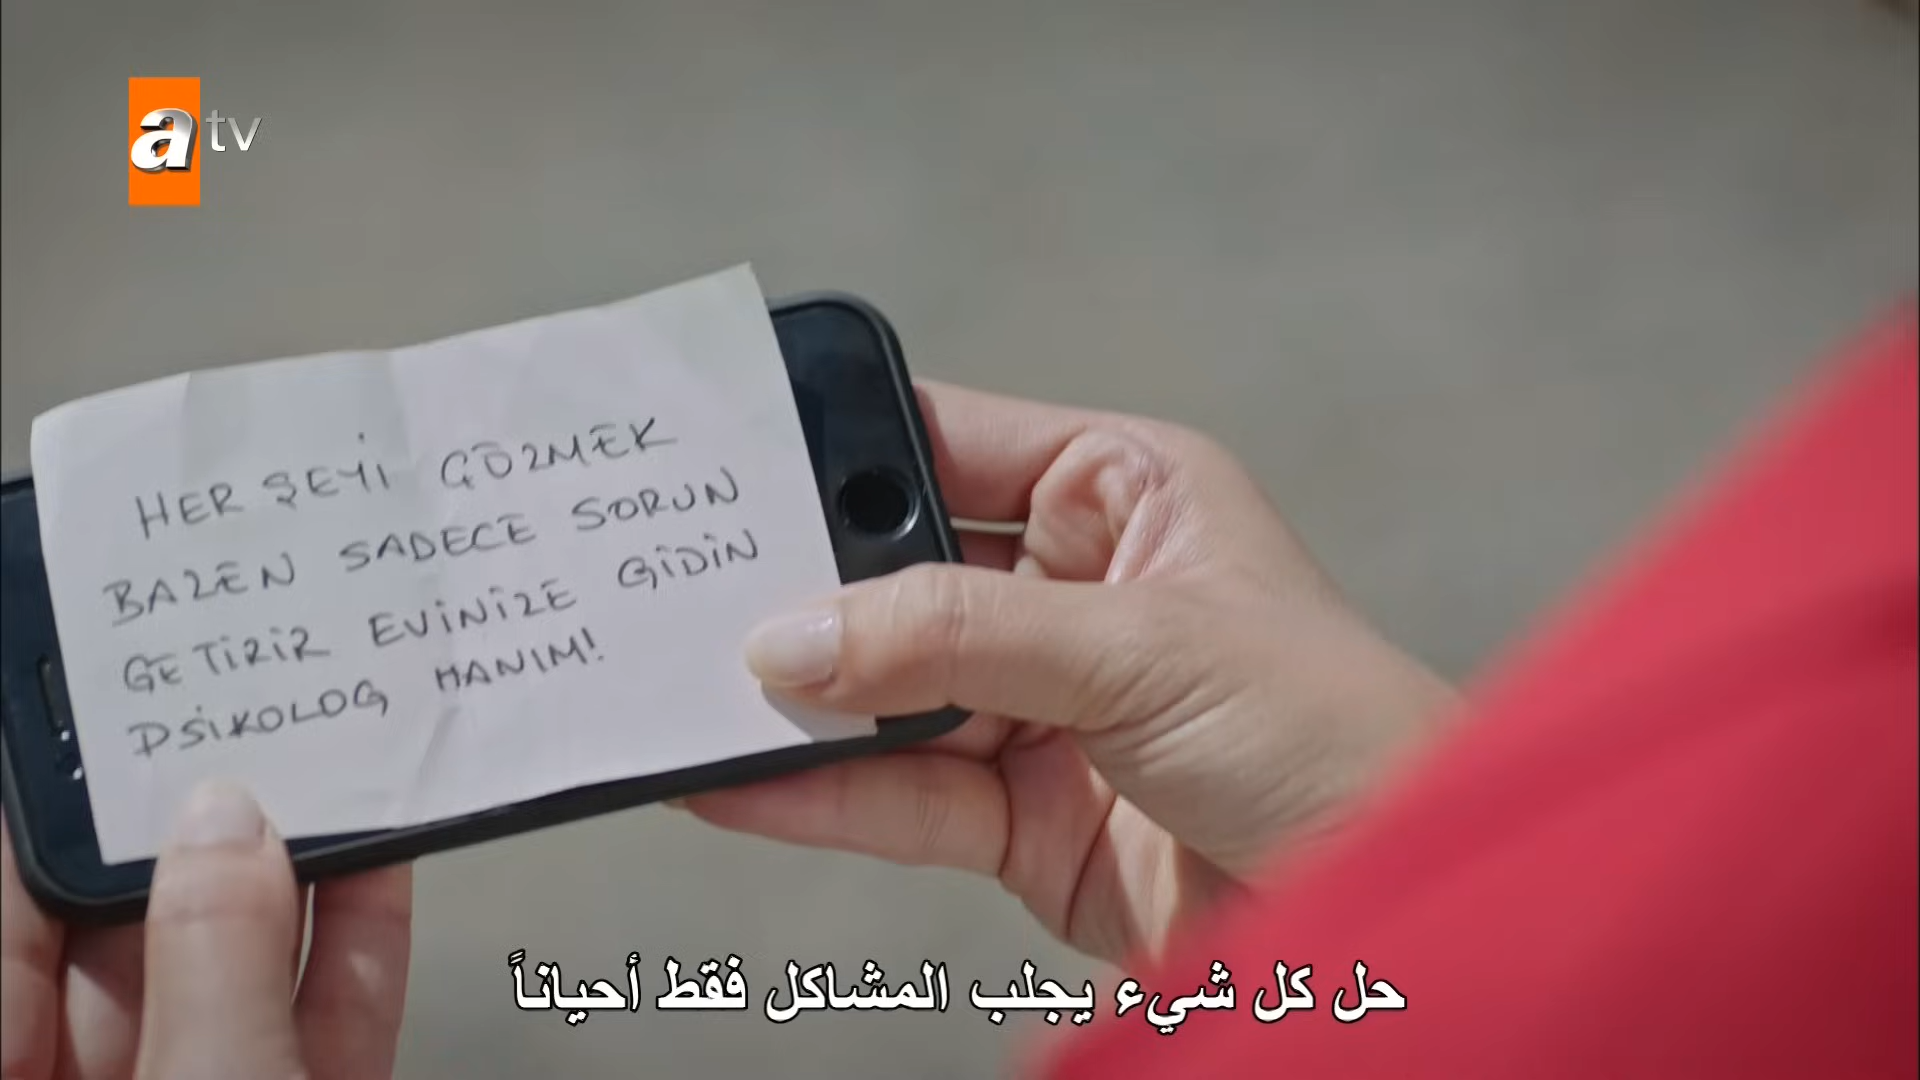 atv
HER ŞEYİ ÇÖZMEK
BAZEN SADECE SORUN
GETİRİR EVİNİZE GİDİN
PSİKOLOG HANIM!
حل كل شيء يجلب المشاكل فقط أحياناً